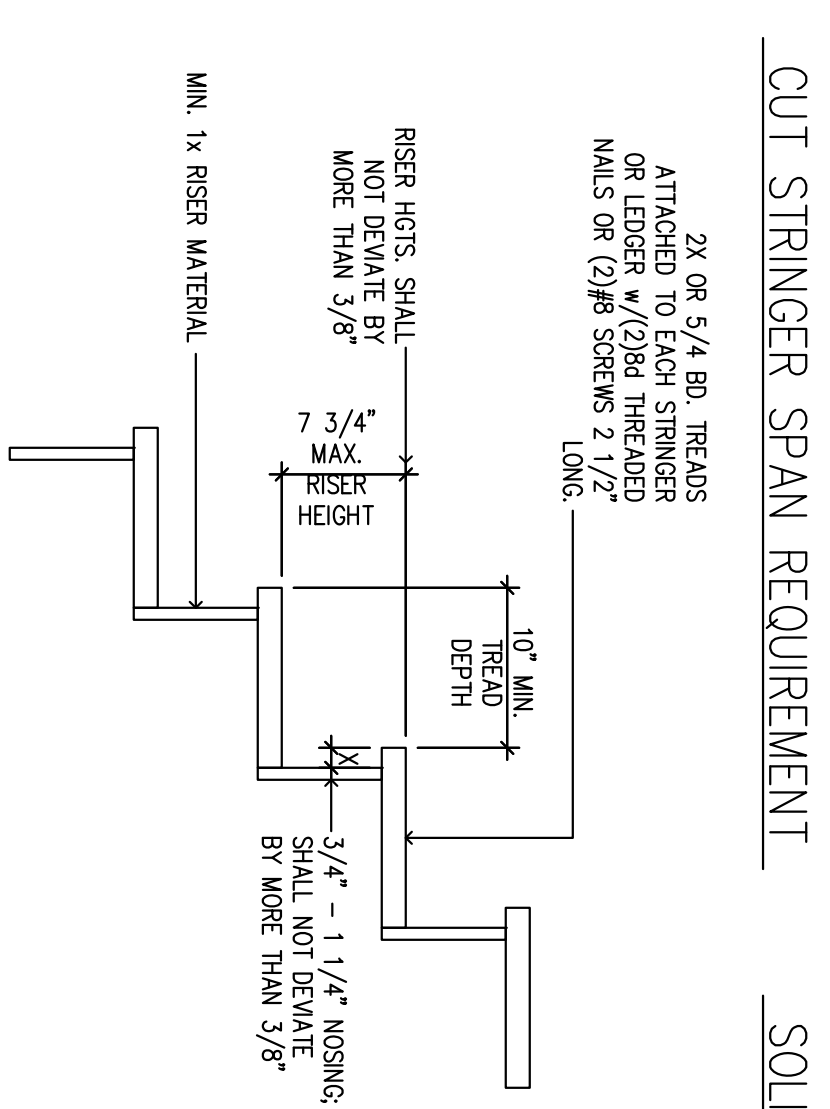 CUT STRINGER SPAN REQUIREMENT
SOLI
2X OR 5/4 BD. TREADS
ATTACHED TO EACH STRINGER
OR LEDGER w/(2)8d THREADED
NAILS OR (2)#8 SCREWS 2 1/2"
LONG.
10" MIN.
TREAD
DEPTH
RISER HGTS. SHALL
NOT DEVIATE BY
MORE THAN 3/8"
7 3/4"
MAX.
RISER
HEIGHT
X
3/4" - 1 1/4" NOSING;
SHALL NOT DEVIATE
BY MORE THAN 3/8"
MIN. 1x RISER MATERIAL